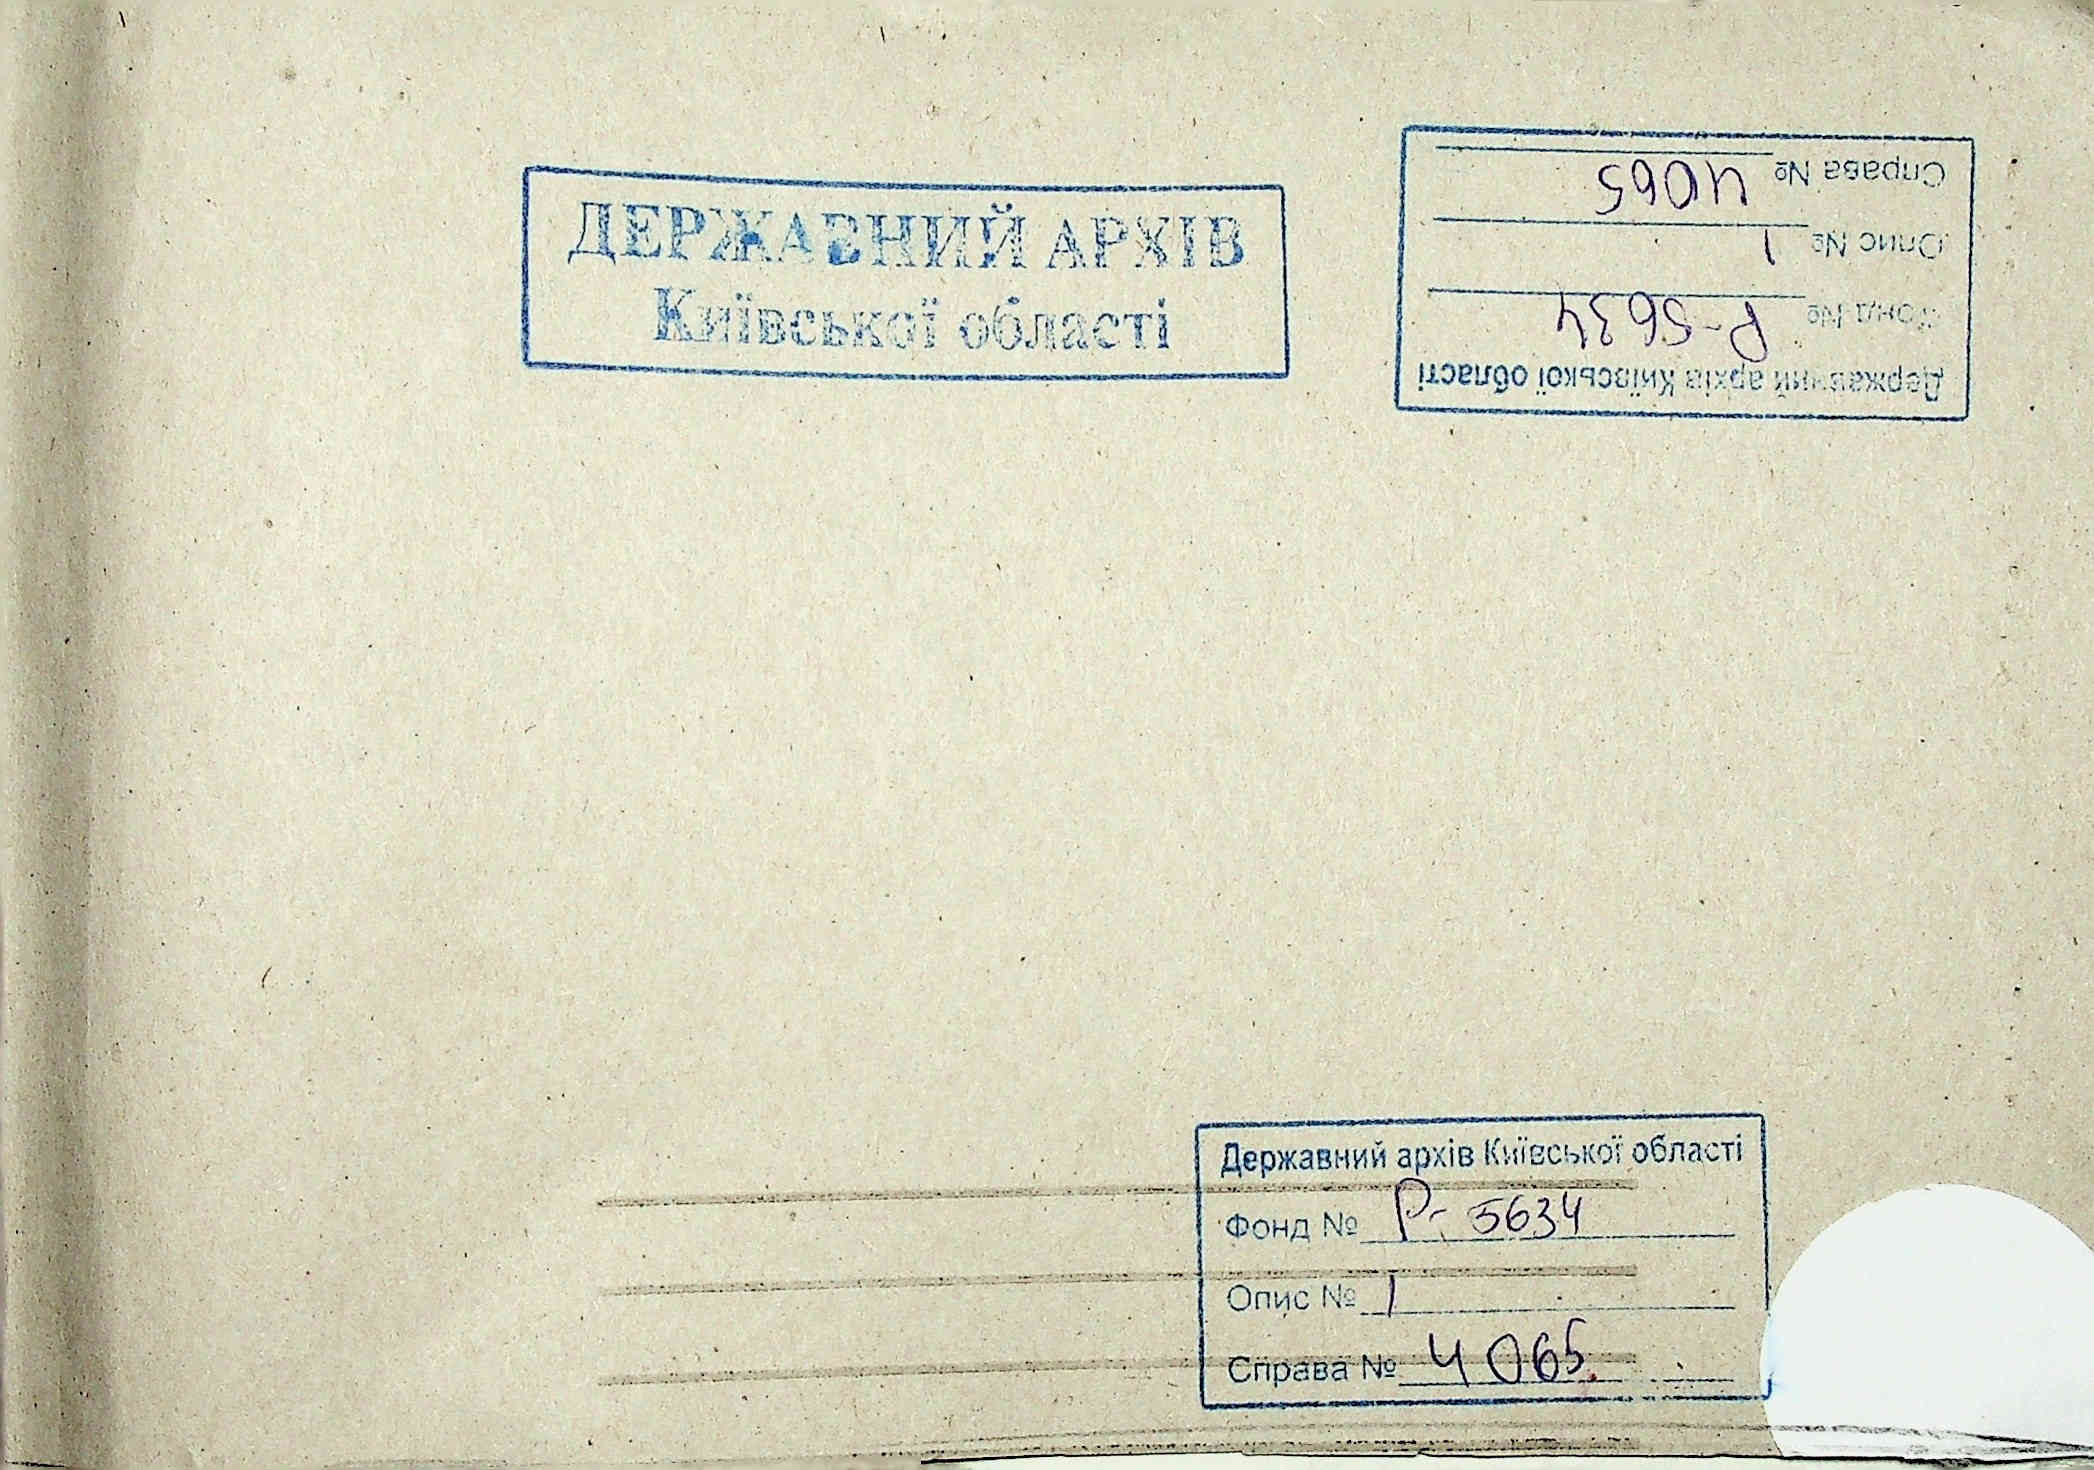 ДЕРЖАВНИЙ АРХІВ
Київської області
Державний архів Київської області
Фонд № Р-5634
Опис № 1
Справа № 4065
Державний архів Київської області
Фонд № Р- 5634
Опис № 1
Справа № 4065.